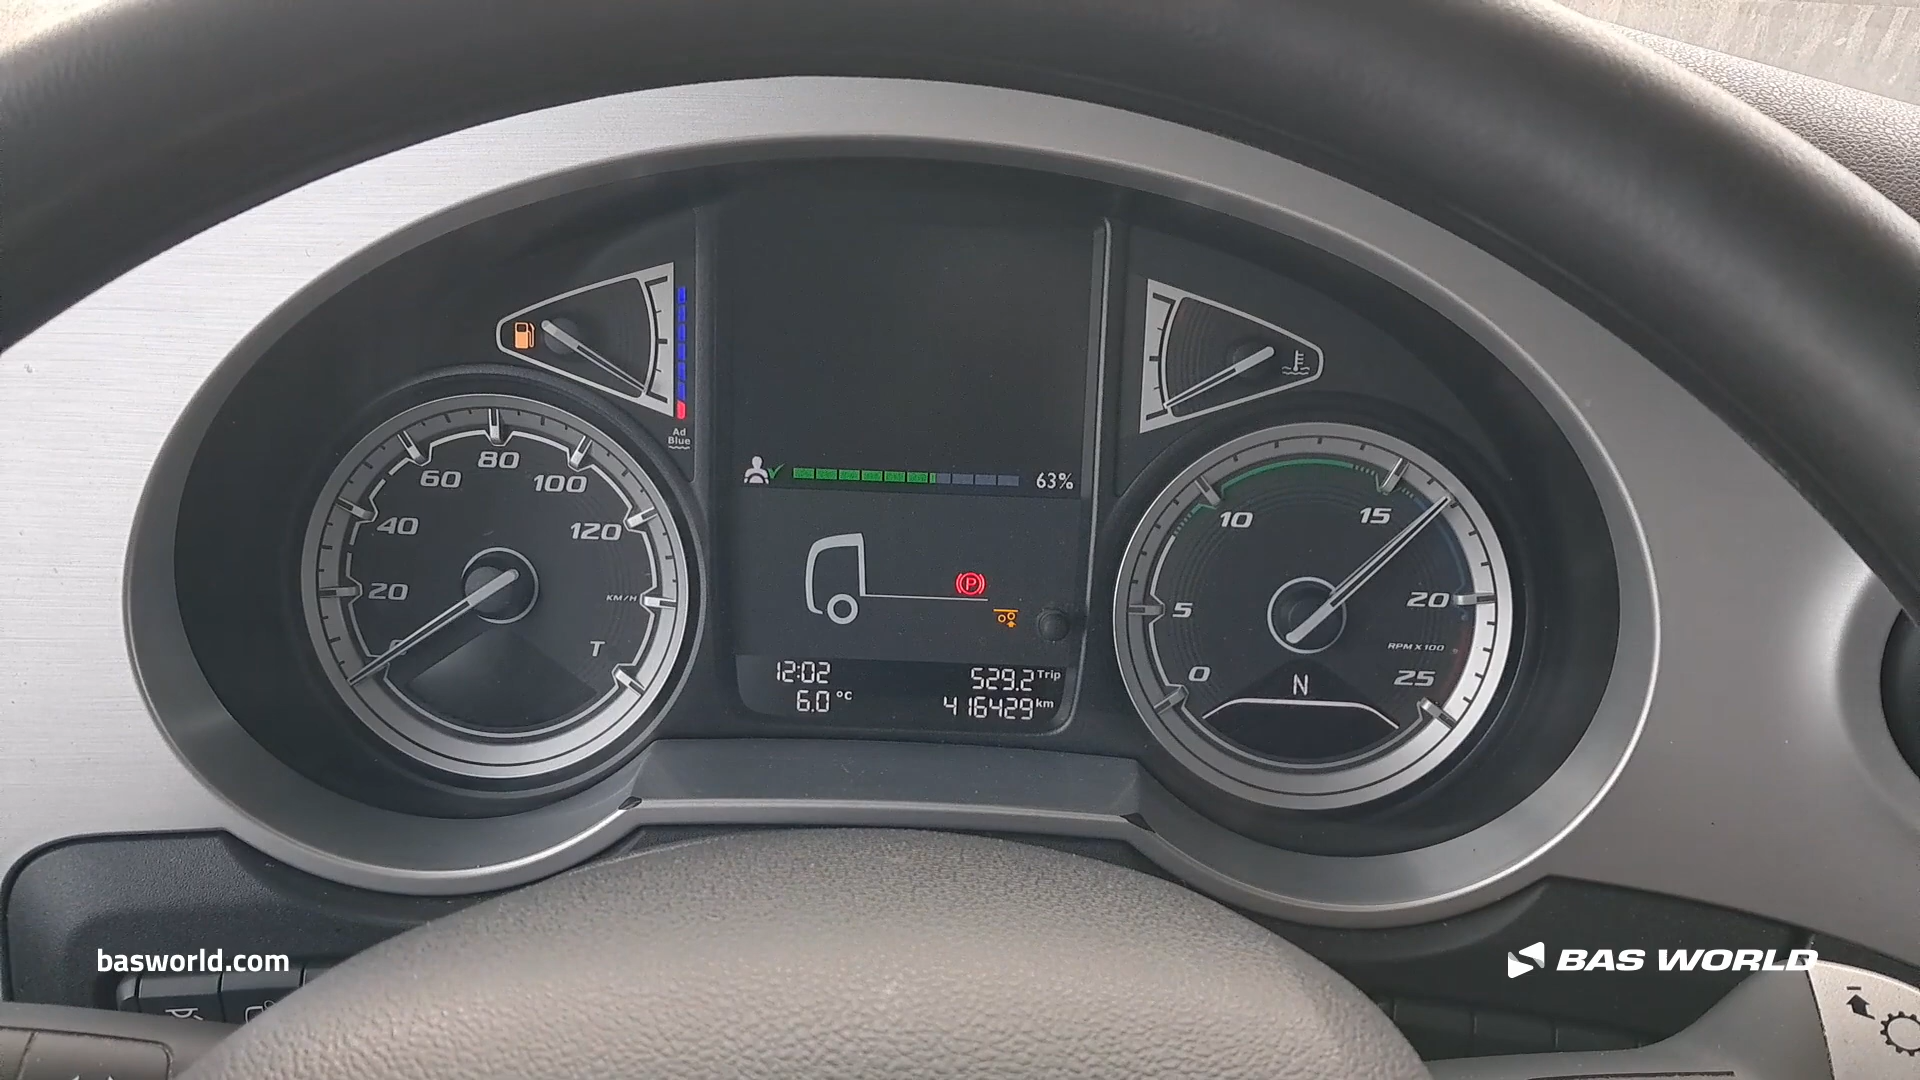 Ad
Blue
63%
60
80
100
40
120
20
KM/H
T
P
12:02
529.2 Trip
6.0 °C
416429 km
10
15
5
20
RPM X 100
0
25
N
basworld.com
BAS WORLD